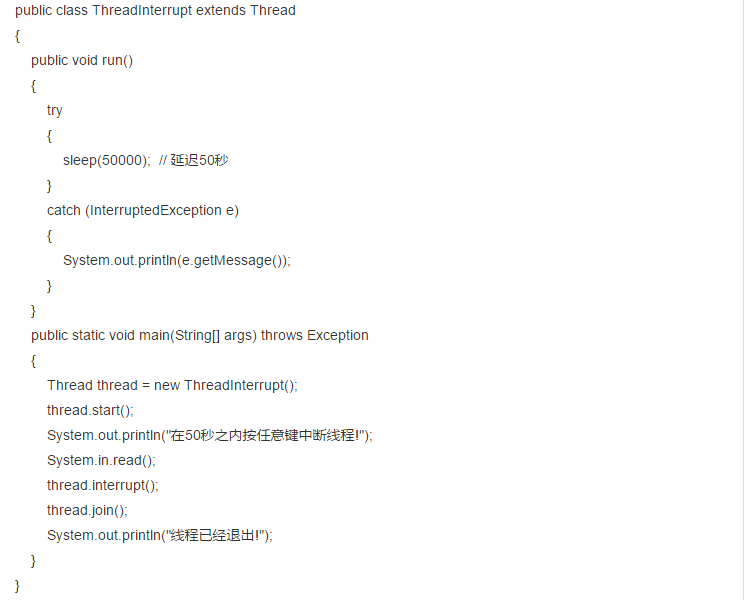 public class ThreadInterrupt extends Thread
{
public void run()
{
try
{
sleep(50000);  // 延迟50秒
}
catch (InterruptedException e)
{
System.out.println(e.getMessage());
}
}
public static void main(String[] args) throws Exception
{
Thread thread = new ThreadInterrupt();
thread.start();
System.out.println("在50秒之内按任意键中断线程!");
System.in.read();
thread.interrupt();
thread.join();
System.out.println("线程已经退出!");
}
}